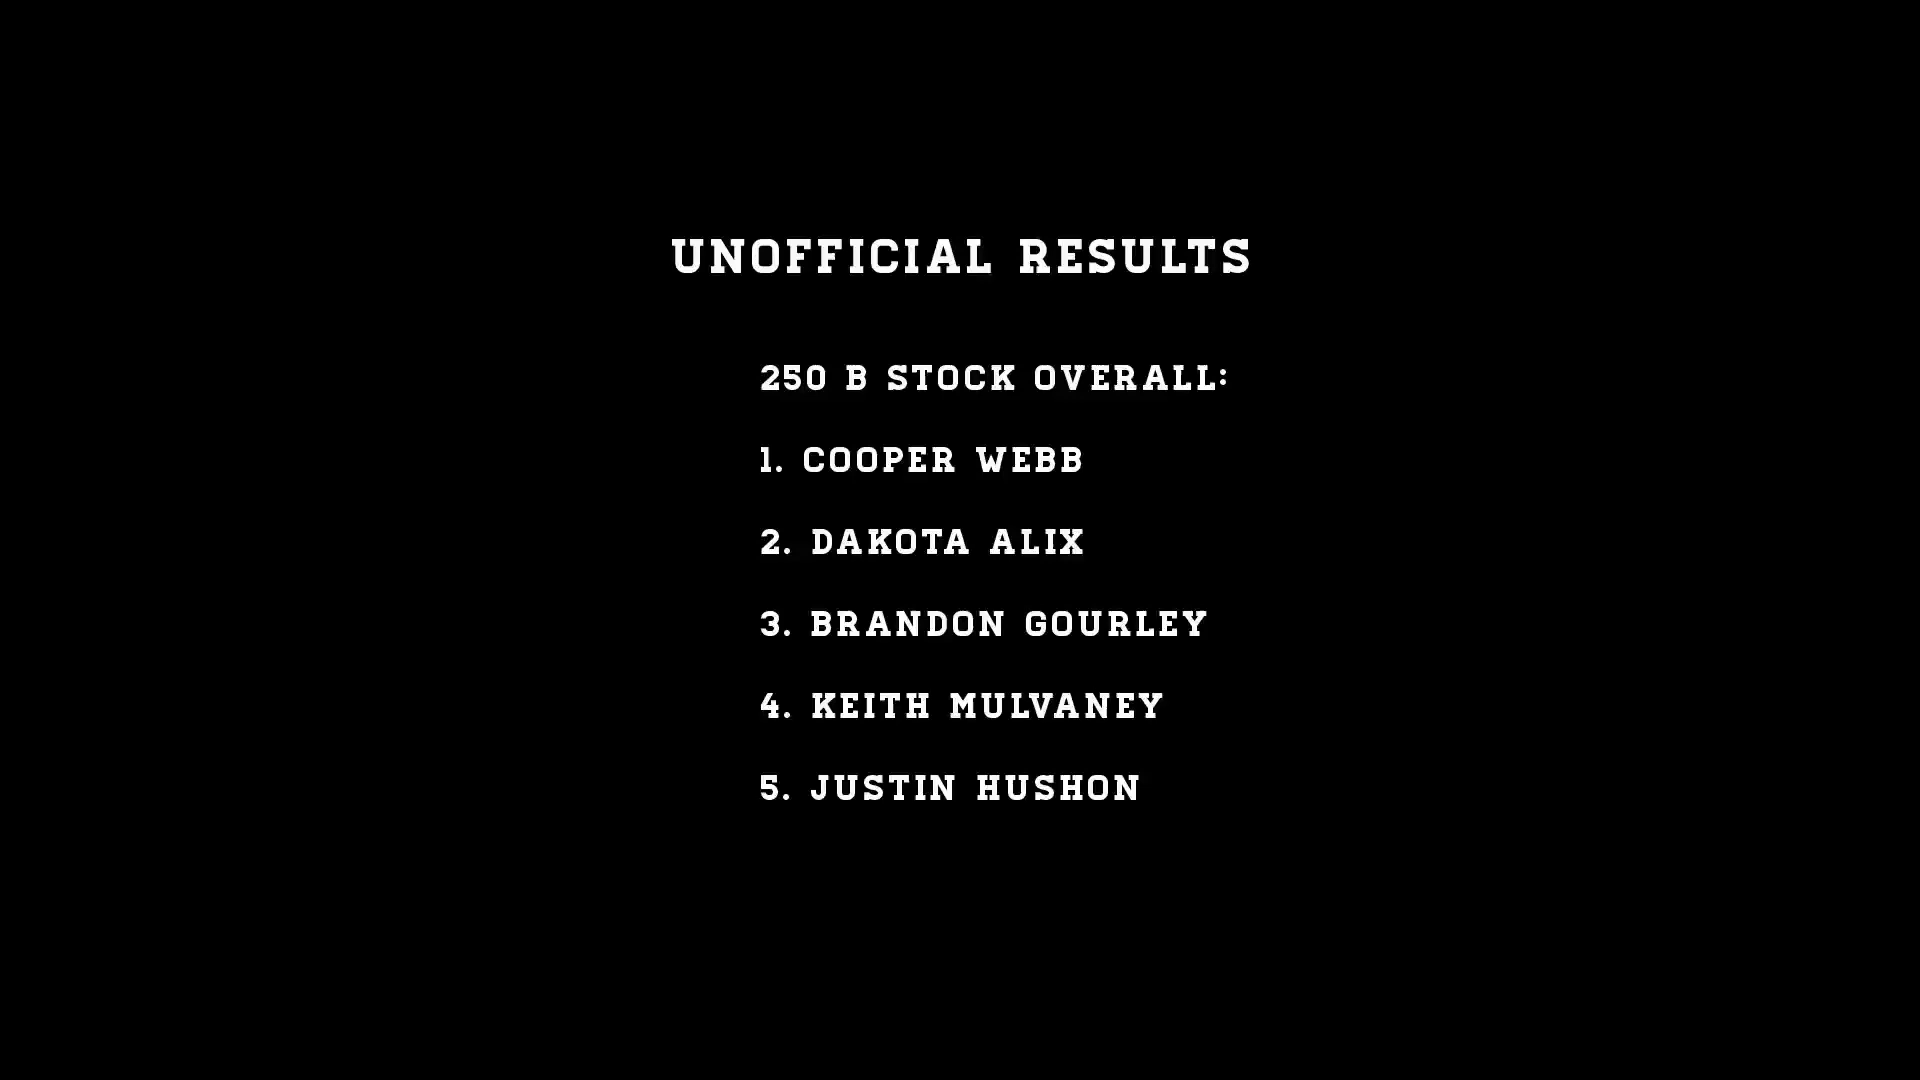 UNOFFICIAL RESULTS
250 B STOCK OVERALL:
1. COOPER WEBB
2. DAKOTA ALIX
3. BRANDON GOURLEY
4. KEITH MULVANEY
5. JUSTIN HUSHON